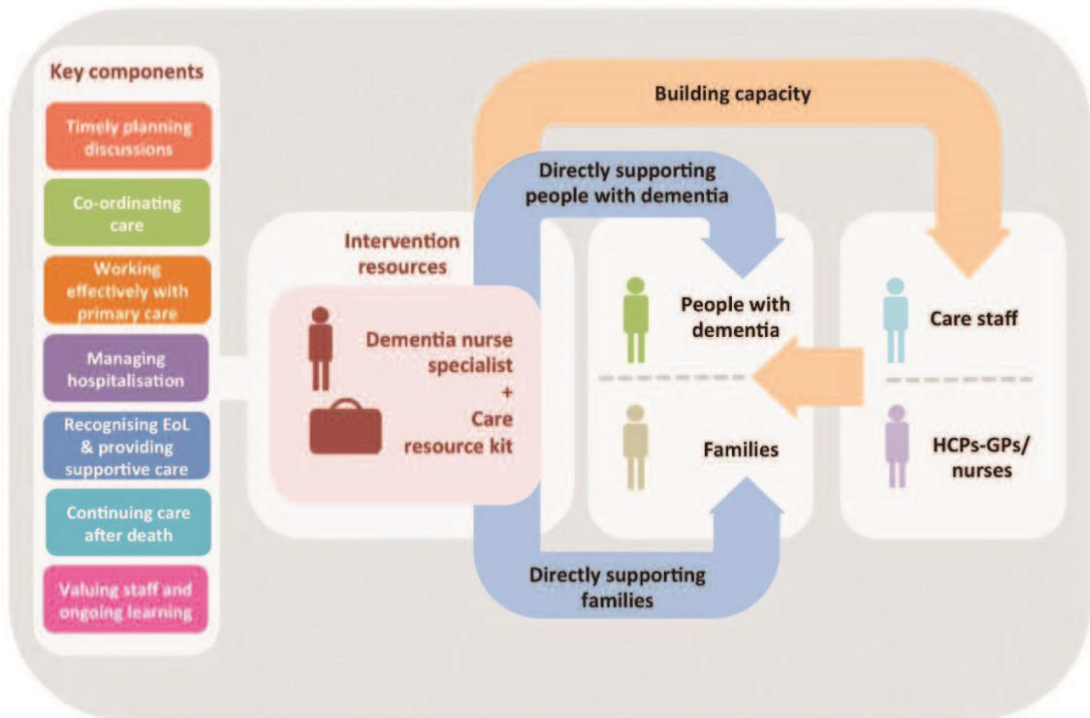 Key components
Timely planning
discussions
Co-ordinating
care
Working
effectively with
primary care
Managing
hospitalisation
Recognising EoL
& providing
supportive care
Continuing care
after death
Valuing staff and
ongoing learning
Intervention
resources
Dementia nurse
specialist
+
Care
resource kit
Building capacity
Directly supporting
people with dementia
People with
dementia
Families
Directly supporting
families
Care staff
HCPs-GPs/
nurses